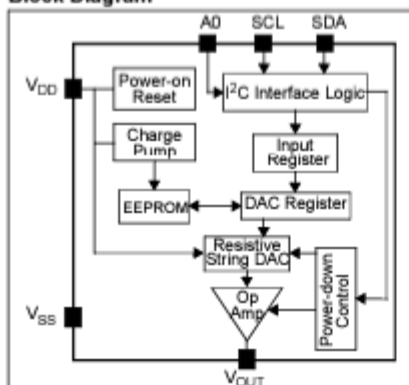 Block Diagram
A0 SCL SDA
VDD
Power-on
Reset
I²C Interface Logic
Charge
Pump
Input
Register
EEPROM
DAC Register
Resistive
String DAC
Power-down
Control
Op
Amp
VSS
VOUT